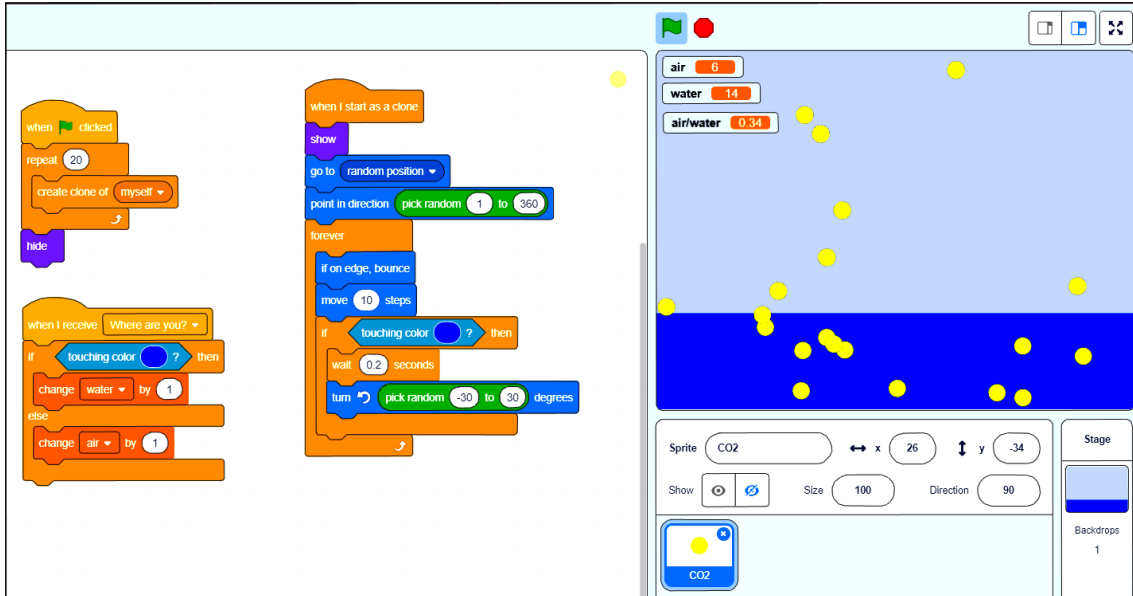 when clicked
repeat 20
create clone of myself
hide
when I receive Where are you?
if touching color ? then
change water by 1
else
change air by 1
when I start as a clone
show
go to random position
point in direction pick random 1 to 360
forever
if on edge, bounce
move 10 steps
if touching color ? then
wait 0.2 seconds
turn pick random -30 to 30 degrees
air 6
water 14
air/water 0.34
Sprite CO2 x 26 y -34
Show Size 100 Direction 90
CO2
Stage
Backdrops
1